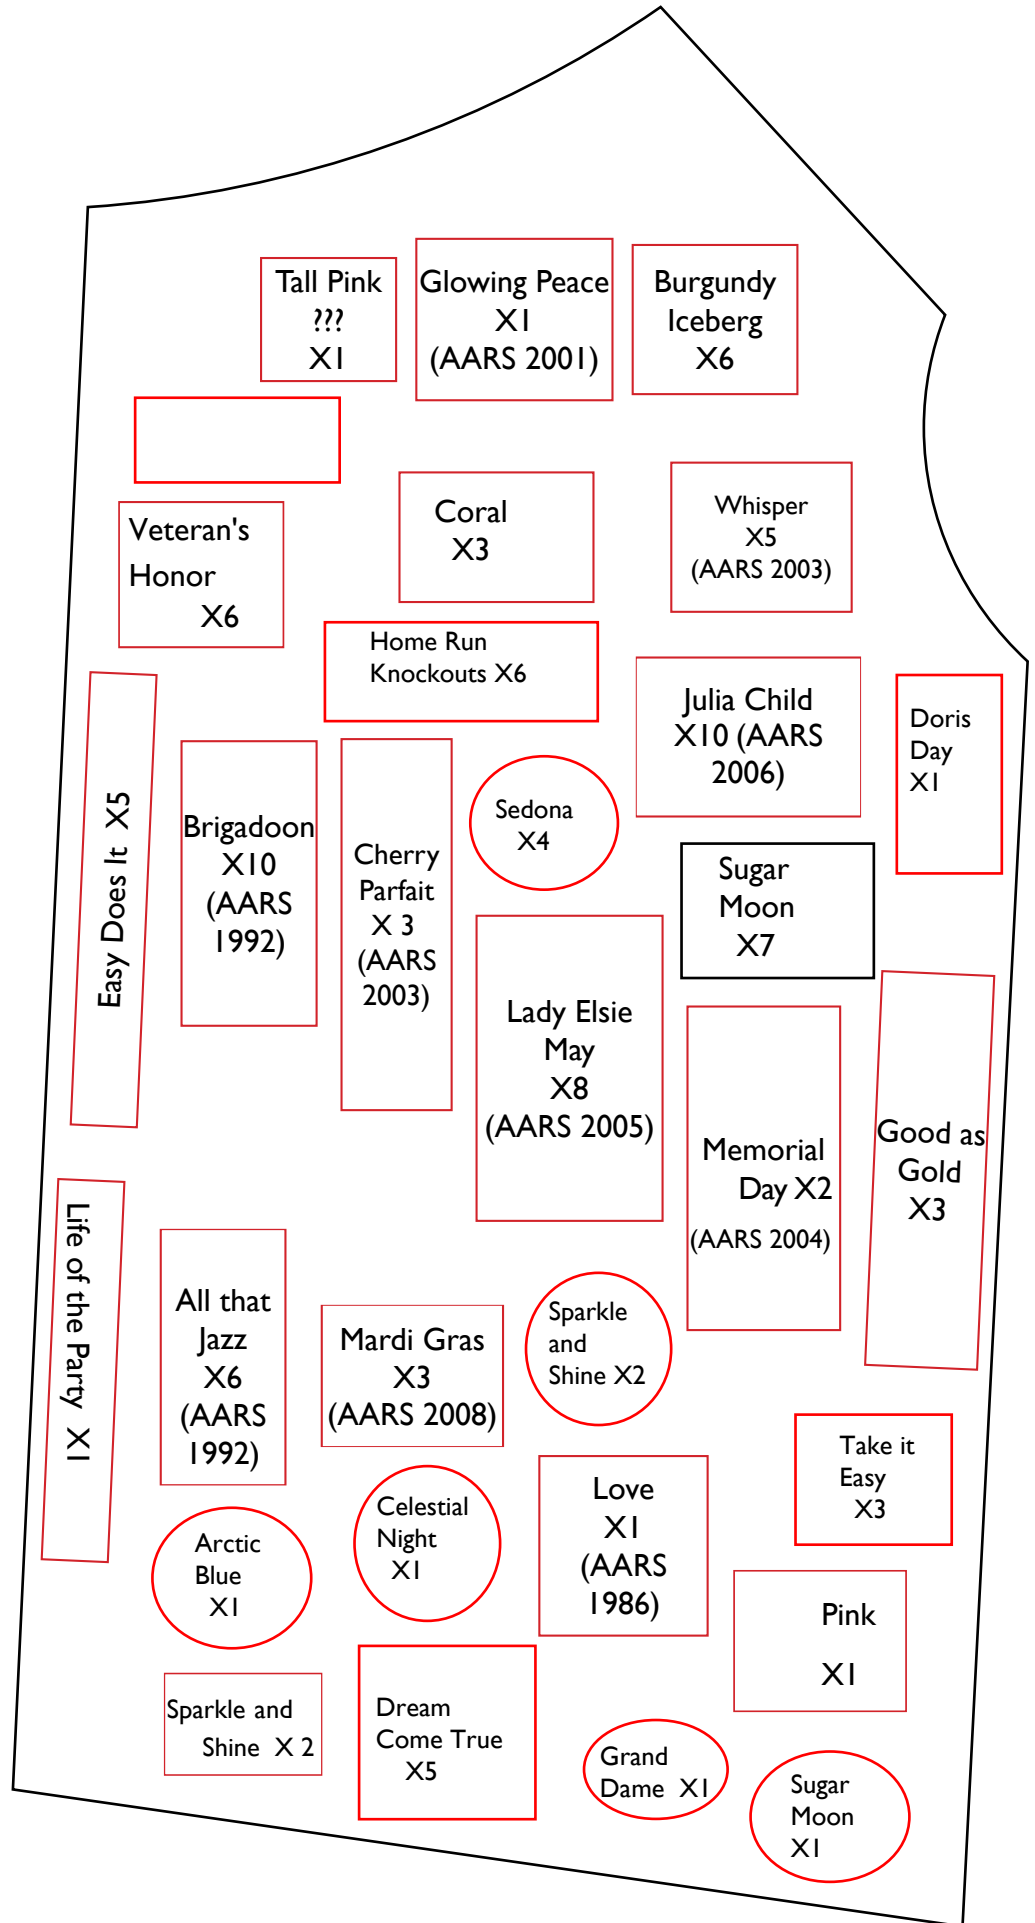 Tall Pink
???
X1
Glowing Peace
X1
(AARS 2001)
Burgundy
Iceberg
X6
Veteran's
Honor
X6
Coral
X3
Whisper
X5
(AARS 2003)
Home Run
Knockouts X6
Julia Child
X10 (AARS
2006)
Doris
Day
X1
Easy Does It X5
Brigadoon
X10
(AARS
1992)
Cherry
Parfait
X 3
(AARS
2003)
Sedona
X4
Sugar
Moon
X7
Lady Elsie
May
X8
(AARS 2005)
Memorial
Day X2
(AARS 2004)
Good as
Gold
X3
Life of the Party X1
All that
Jazz
X6
(AARS
1992)
Mardi Gras
X3
(AARS 2008)
Sparkle
and
Shine X2
Take it
Easy
X3
Arctic
Blue
X1
Celestial
Night
X1
Love
X1
(AARS
1986)
Pink
X1
Sparkle and
Shine X 2
Dream
Come True
X5
Grand
Dame X1
Sugar
Moon
X1